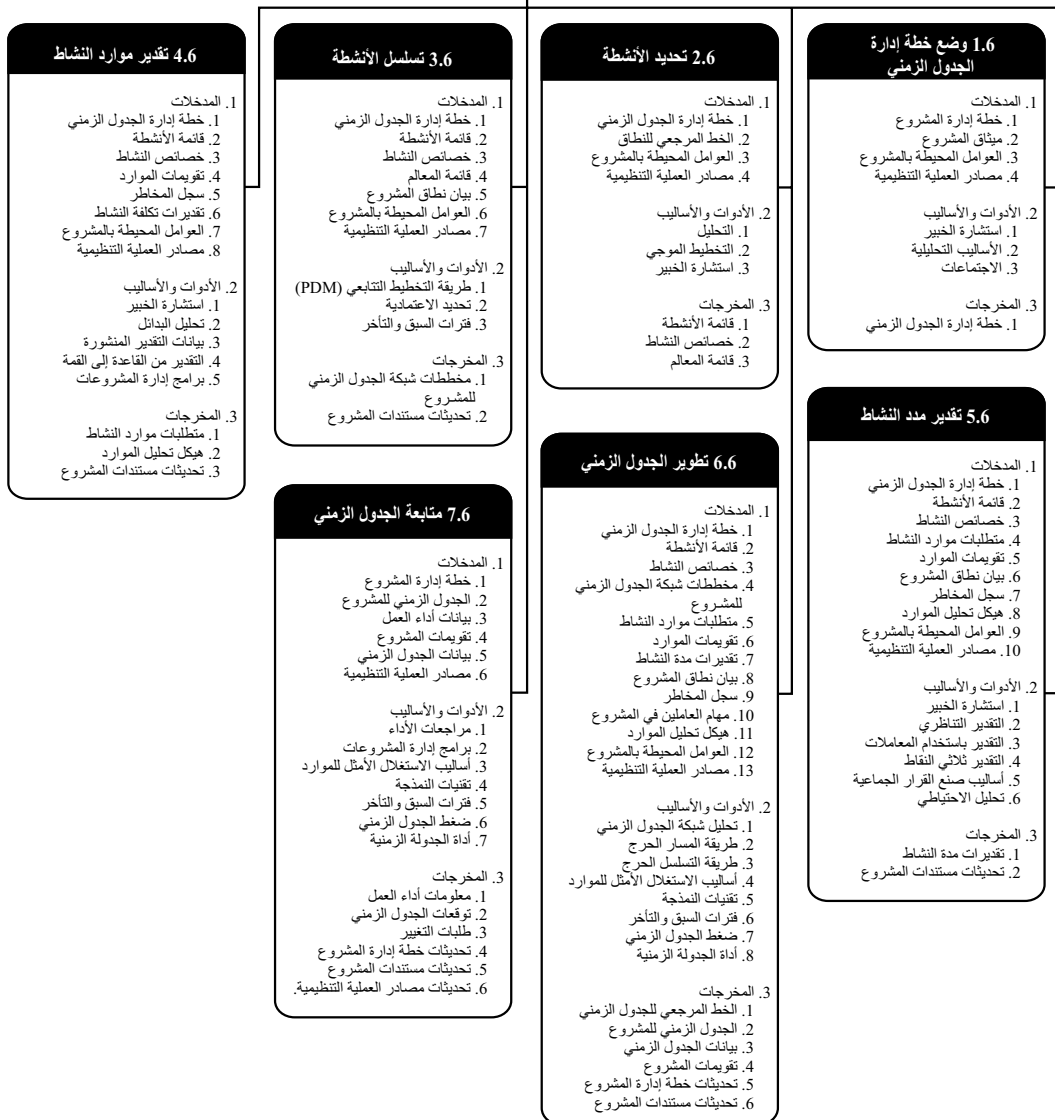 1.6 وضع خطة إدارة
الجدول الزمني
1. المدخلات
1. خطة إدارة المشروع
2. ميثاق المشروع
3. العوامل المحيطة بالمشروع
4. مصادر العملية التنظيمية
2. الأدوات والأساليب
1. استشارة الخبير
2. الأساليب التحليلية
3. الاجتماعات
3. المخرجات
1. خطة إدارة الجدول الزمني
2.6 تحديد الأنشطة
1. المدخلات
1. خطة إدارة الجدول الزمني
2. الخط المرجعي للنطاق
3. العوامل المحيطة بالمشروع
4. مصادر العملية التنظيمية
2. الأدوات والأساليب
1. التحليل
2. التخطيط الموجي
3. استشارة الخبير
3. المخرجات
1. قائمة الأنشطة
2. خصائص النشاط
3. قائمة المعالم
3.6 تسلسل الأنشطة
1. المدخلات
1. خطة إدارة الجدول الزمني
2. قائمة الأنشطة
3. خصائص النشاط
4. قائمة المعالم
5. بيان نطاق المشروع
6. العوامل المحيطة بالمشروع
7. مصادر العملية التنظيمية
2. الأدوات والأساليب
1. طريقة التخطيط التتابعي (PDM)
2. تحديد الاعتمادية
3. فترات السبق والتأخر
3. المخرجات
1. مخططات شبكة الجدول الزمني
للمشـروع
2. تحديثات مستندات المشروع
4.6 تقدير موارد النشاط
1. المدخلات
1. خطة إدارة الجدول الزمني
2. قائمة الأنشطة
3. خصائص النشاط
4. تقويمات الموارد
5. سجل المخاطر
6. تقديرات تكلفة النشاط
7. العوامل المحيطة بالمشروع
8. مصادر العملية التنظيمية
2. الأدوات والأساليب
1. استشارة الخبير
2. تحليل البدائل
3. بيانات التقدير المنشورة
4. التقدير من القاعدة إلى القمة
5. برامج إدارة المشروعات
3. المخرجات
1. متطلبات موارد النشاط
2. هيكل تحليل الموارد
3. تحديثات مستندات المشروع
5.6 تقدير مدد النشاط
1. المدخلات
1. خطة إدارة الجدول الزمني
2. قائمة الأنشطة
3. خصائص النشاط
4. متطلبات موارد النشاط
5. تقويمات الموارد
6. بيان نطاق المشروع
7. سجل المخاطر
8. هيكل تحليل الموارد
9. العوامل المحيطة بالمشروع
10. مصادر العملية التنظيمية
2. الأدوات والأساليب
1. استشارة الخبير
2. التقدير التناظري
3. التقدير باستخدام المعاملات
4. التقدير ثلاثي النقاط
5. أساليب صنع القرار الجماعية
6. تحليل الاحتياطي
3. المخرجات
1. تقديرات مدة النشاط
2. تحديثات مستندات المشروع
6.6 تطوير الجدول الزمني
1. المدخلات
1. خطة إدارة الجدول الزمني
2. قائمة الأنشطة
3. خصائص النشاط
4. مخططات شبكة الجدول الزمني
للمشـروع
5. متطلبات موارد النشاط
6. تقويمات الموارد
7. تقديرات مدة النشاط
8. بيان نطاق المشروع
9. سجل المخاطر
10. مهام العاملين في المشروع
11. هيكل تحليل الموارد
12. العوامل المحيطة بالمشروع
13. مصادر العملية التنظيمية
2. الأدوات والأساليب
1. تحليل شبكة الجدول الزمني
2. طريقة المسار الحرج
3. طريقة التسلسل الحرج
4. أساليب الاستغلال الأمثل للموارد
5. تقنيات النمذجة
6. فترات السبق والتأخر
7. ضغط الجدول الزمني
8. أداة الجدولة الزمنية
3. المخرجات
1. الخط المرجعي للجدول الزمني
2. الجدول الزمني للمشروع
3. بيانات الجدول الزمني
4. تقويمات المشروع
5. تحديثات خطة إدارة المشروع
6. تحديثات مستندات المشروع
7.6 متابعة الجدول الزمني
1. المدخلات
1. خطة إدارة المشروع
2. الجدول الزمني للمشروع
3. بيانات أداء العمل
4. تقويمات المشروع
5. بيانات الجدول الزمني
6. مصادر العملية التنظيمية
2. الأدوات والأساليب
1. مراجعات الأداء
2. برامج إدارة المشروعات
3. أساليب الاستغلال الأمثل للموارد
4. تقنيات النمذجة
5. فترات السبق والتأخر
6. ضغط الجدول الزمني
7. أداة الجدولة الزمنية
3. المخرجات
1. معلومات أداء العمل
2. توقعات الجدول الزمني
3. طلبات التغيير
4. تحديثات خطة إدارة المشروع
5. تحديثات مستندات المشروع
6. تحديثات مصادر العملية التنظيمية.